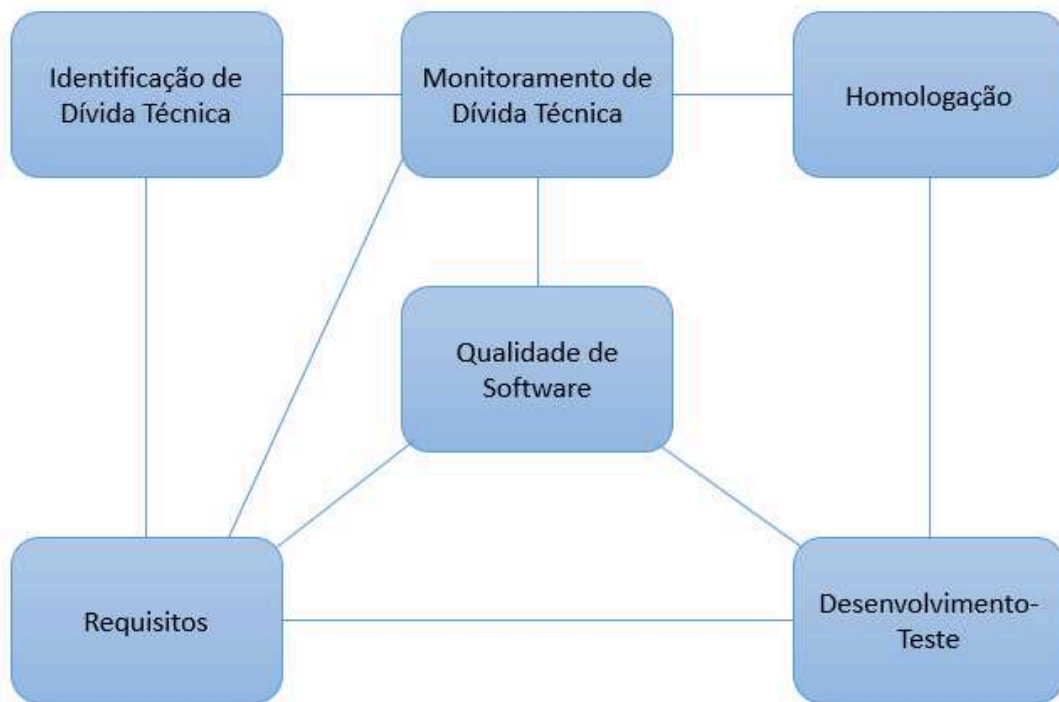 Identificação de
Dívida Técnica
Monitoramento de
Dívida Técnica
Homologação
Qualidade de
Software
Requisitos
Desenvolvimento-
Teste